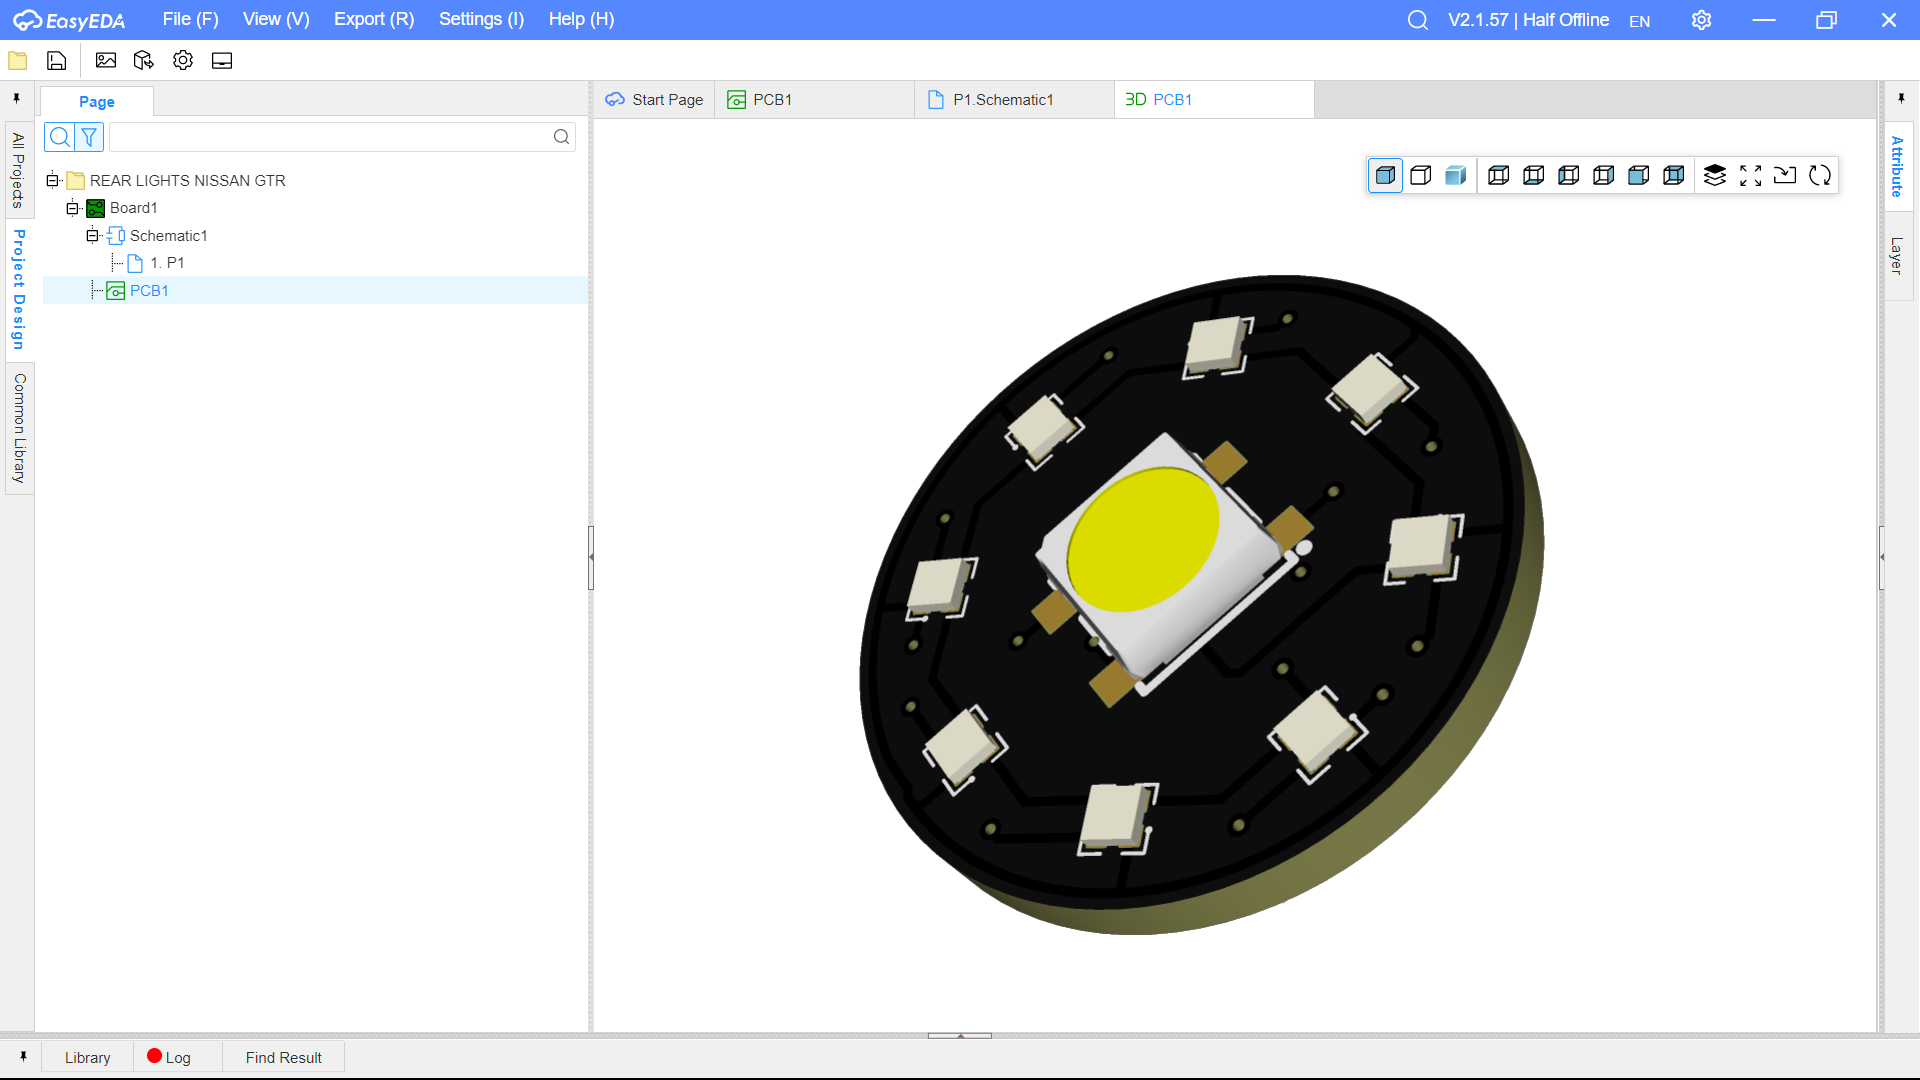 EasyEDA File (F) View (V) Export (R) Settings (I) Help (H) V2.1.57 | Half Offline EN
Page
Start Page PCB1 P1.Schematic1 3D PCB1
All Projects
Project Design
Common Library
REAR LIGHTS NISSAN GTR
Board1
Schematic1
1. P1
PCB1
Attribute
Layer
Library Log Find Result